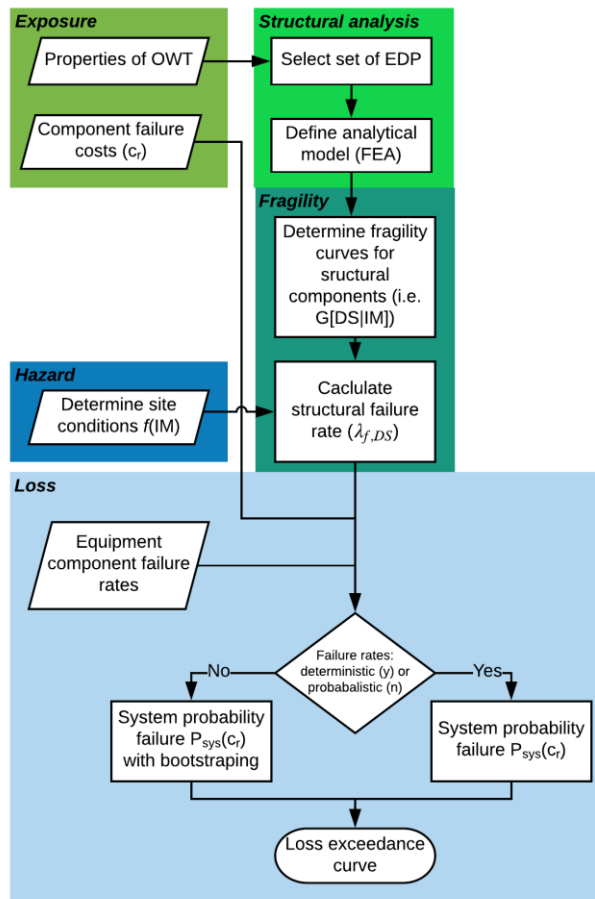 Exposure
Properties of OWT
Component failure
costs (cᵣ)
Structural analysis
Select set of EDP
Define analytical
model (FEA)
Fragility
Determine fragility
curves for
sructural
components (i.e.
G[DS|IM])
Caclulate
structural failure
rate (λ_f,DS)
Hazard
Determine site
conditions f(IM)
Loss
Equipment
component failure
rates
Failure rates:
deterministic (y) or
probabalistic (n)
No
Yes
System probability
failure Psys(cᵣ)
with bootstraping
System probability
failure Psys(cᵣ)
Loss exceedance
curve